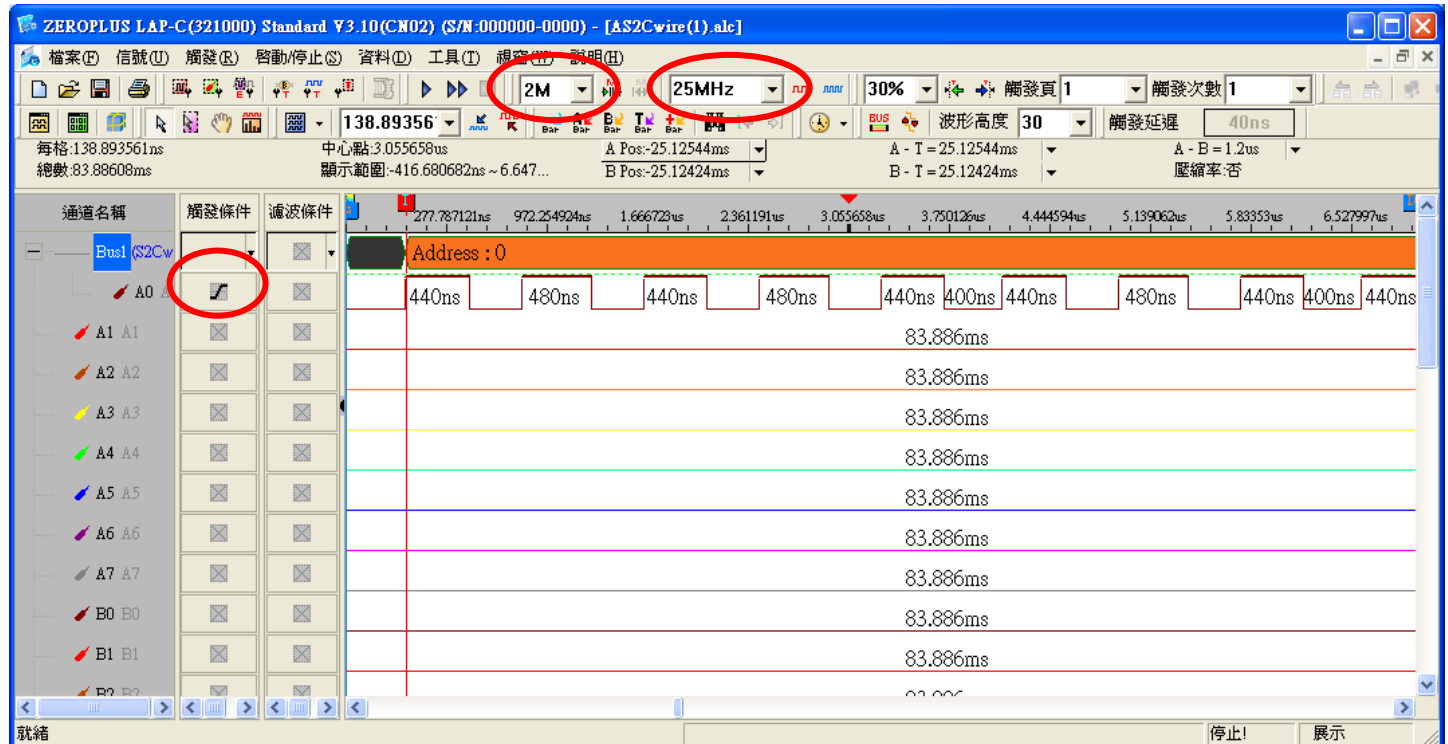 ZEROPLUS LAP-C(321000) Standard V3.10(CN02) (S/N:000000-0000) - [AS2Cwire(1).alc]
檔案(F) 信號(U) 觸發(R) 啓動/停止(S) 資料(D) 工具(T) 視窗(W) 說明(H)
2M 25MHz 30% 觸發頁 1 觸發次數 1
138.89356 Bar Bar Bar Bar Bar BUS 波形高度 30 觸發延遲 40ns
每格:138.893561ns 中心點:3.055658us A Pos:-25.12544ms A - T = 25.12544ms A - B = 1.2us
總數:83.88608ms 顯示範圍:-416.680682ns ~ 6.647... B Pos:-25.12424ms B - T = 25.12424ms 壓縮率:否
通道名稱 觸發條件 濾波條件 277.787121ns 972.254924ns 1.666723us 2.361191us 3.055658us 3.750126us 4.444594us 5.139062us 5.83353us 6.527997us
Bus1 (S2Cw Address : 0
A0 440ns 480ns 440ns 480ns 440ns 400ns 440ns 480ns 440ns 400ns 440ns
A1 A1 83.886ms
A2 A2 83.886ms
A3 A3 83.886ms
A4 A4 83.886ms
A5 A5 83.886ms
A6 A6 83.886ms
A7 A7 83.886ms
B0 B0 83.886ms
B1 B1 83.886ms
B2 B2
就緒 停止! 展示